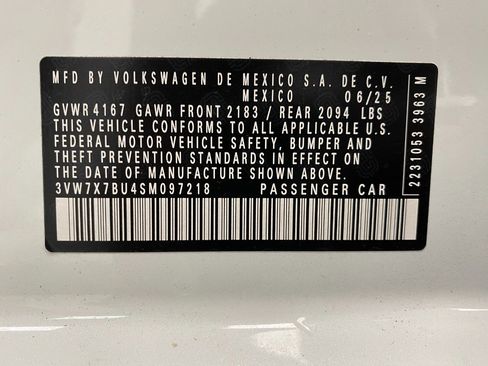 MFD BY VOLKSWAGEN DE MEXICO S.A. DE C.V.
MEXICO 06/25
GVWR 4167 GAWR FRONT 2183 / REAR 2094 LBS
THIS VEHICLE CONFORMS TO ALL APPLICABLE U.S.
FEDERAL MOTOR VEHICLE SAFETY, BUMPER AND
THEFT PREVENTION STANDARDS IN EFFECT ON
THE DATE OF MANUFACTURE SHOWN ABOVE.
3VW7X7BU4SM097218 PASSENGER CAR
2231053 3963 M